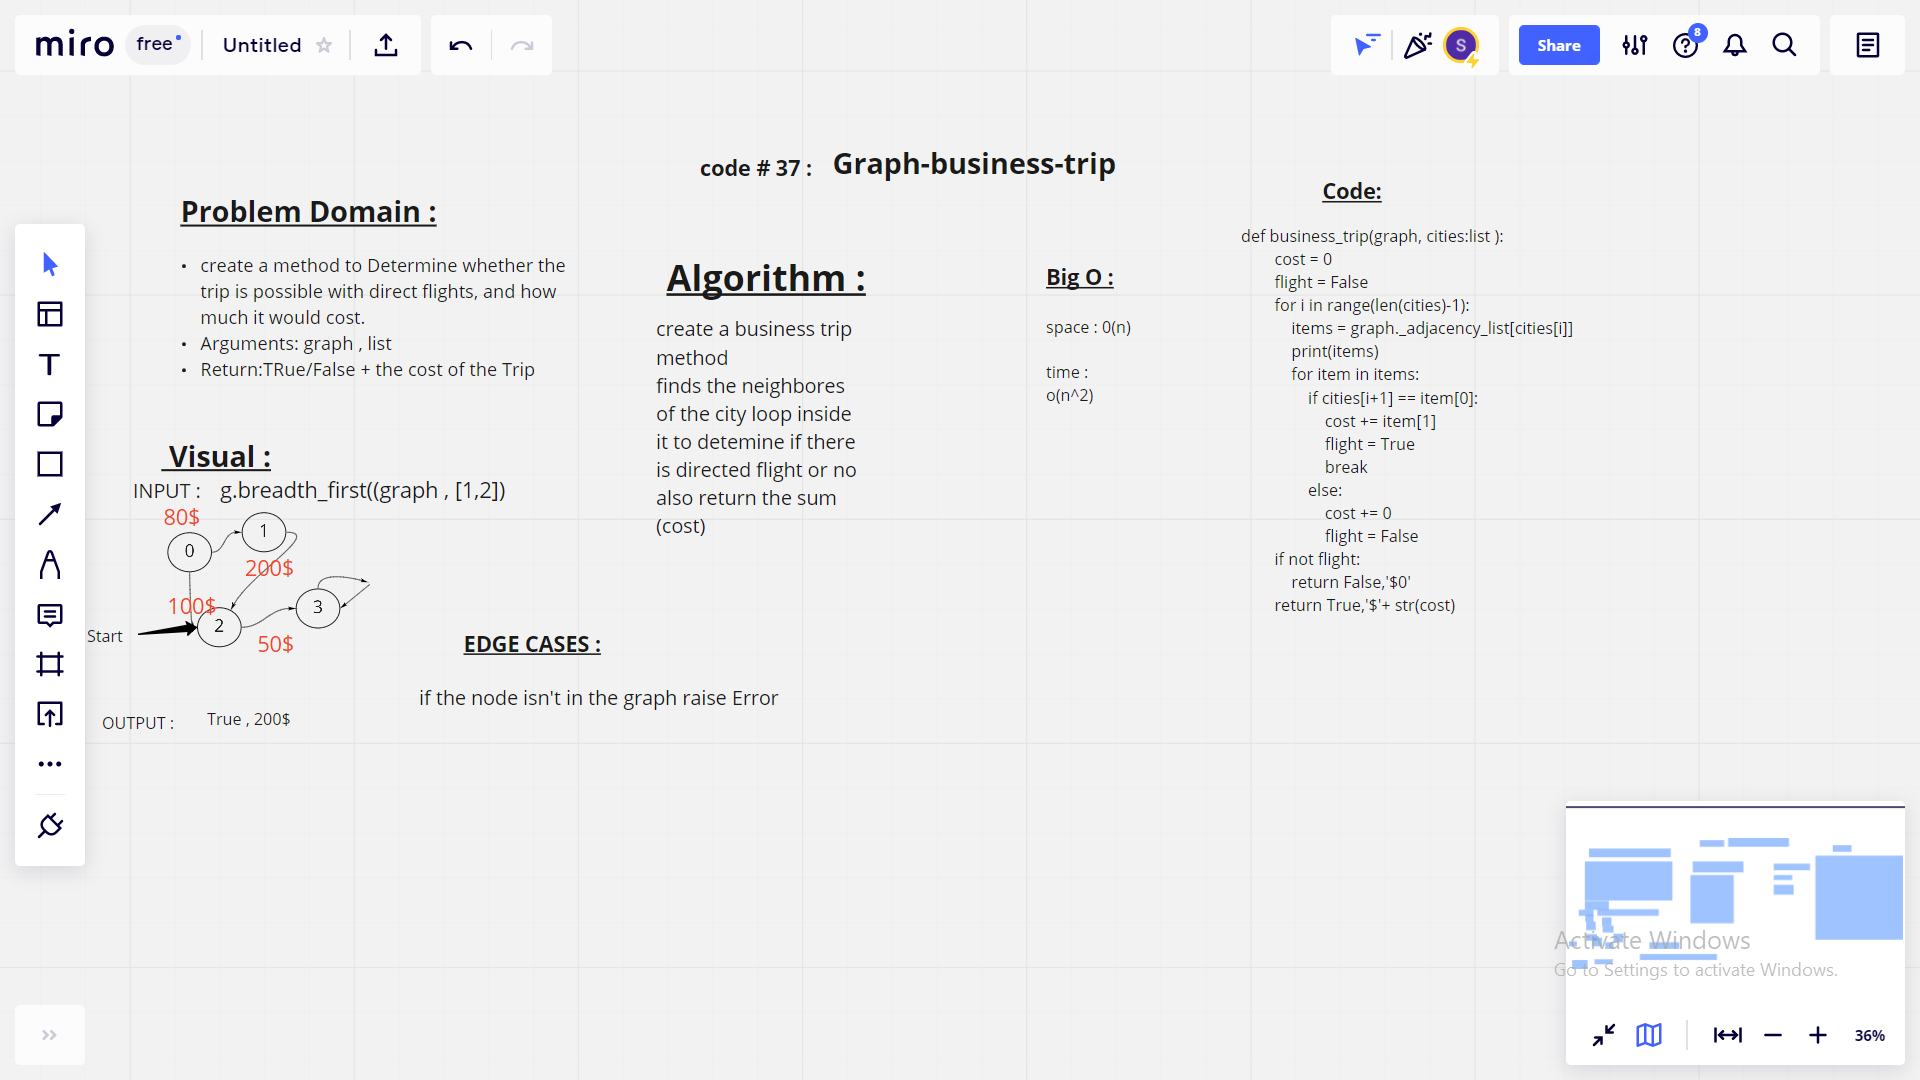 miro
free
Untitled
S
Share
8
code # 37 :
Graph-business-trip
Problem Domain :
• create a method to Determine whether the
trip is possible with direct flights, and how
much it would cost.
• Arguments: graph , list
• Return:TRue/False + the cost of the Trip
Visual :
INPUT :
g.breadth_first((graph , [1,2])
80$
0
1
200$
100$
2
3
50$
Start
OUTPUT :
True , 200$
EDGE CASES :
if the node isn't in the graph raise Error
Algorithm :
create a business trip
method
finds the neighbores
of the city loop inside
it to detemine if there
is directed flight or no
also return the sum
(cost)
Big O :
space : 0(n)
time :
o(n^2)
Code:
def business_trip(graph, cities:list ):
cost = 0
flight = False
for i in range(len(cities)-1):
items = graph._adjacency_list[cities[i]]
print(items)
for item in items:
if cities[i+1] == item[0]:
cost += item[1]
flight = True
break
else:
cost += 0
flight = False
if not flight:
return False,'$0'
return True,'$'+ str(cost)
Activate Windows
Go to Settings to activate Windows.
36%